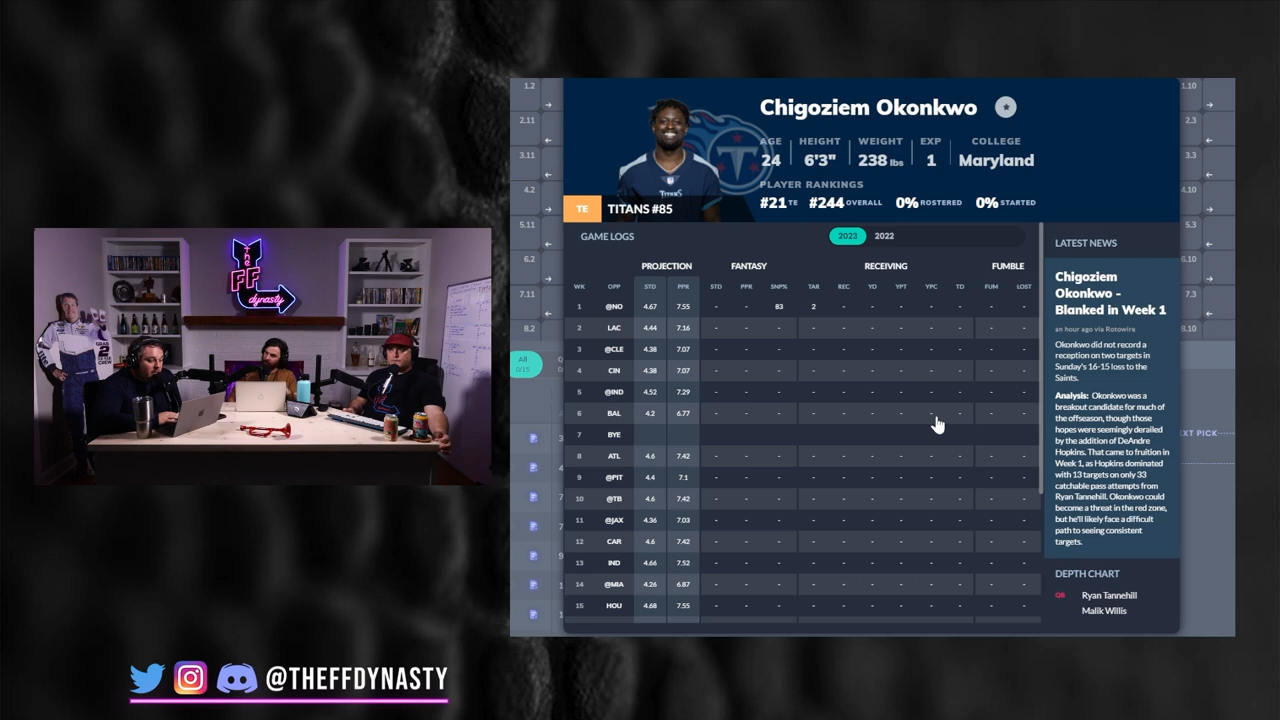 1.2
2.11
3.11
4.2
5.11
6.2
7.11
8.2
1.10
2.3
3.3
4.10
5.3
6.10
7.3
8.10
Chigoziem Okonkwo
AGE HEIGHT WEIGHT EXP COLLEGE
24 6'3" 238 lbs 1 Maryland
PLAYER RANKINGS
#21 TE #244 OVERALL 0% ROSTERED 0% STARTED
TE TITANS #85
TITANS
GAME LOGS 2023 2022
PROJECTION FANTASY RECEIVING FUMBLE
WK OPP STD PPR STD PPR SNP% TAR REC YD YPT YPC TD FUM LOST
1 @NO 4.67 7.55 - - 83 2 - - - - - - -
2 LAC 4.44 7.16 - - - - - - - - - - -
3 @CLE 4.38 7.07 - - - - - - - - - - -
4 CIN 4.38 7.07 - - - - - - - - - - -
5 @IND 4.52 7.29 - - - - - - - - - - -
6 BAL 4.2 6.77 - - - - - - - - - - -
7 BYE - - - - - - - - - - -
8 ATL 4.6 7.42 - - - - - - - - - - -
9 @PIT 4.4 7.1 - - - - - - - - - - -
10 @TB 4.6 7.42 - - - - - - - - - - -
11 @JAX 4.36 7.03 - - - - - - - - - - -
12 CAR 4.6 7.42 - - - - - - - - - - -
13 IND 4.66 7.52 - - - - - - - - - - -
14 @MIA 4.26 6.87 - - - - - - - - - - -
15 HOU 4.68 7.55 - - - - - - - - - - -
LATEST NEWS
Chigoziem
Okonkwo -
Blanked in Week 1
an hour ago via Rotowire
Okonkwo did not record a
reception on two targets in
Sunday's 16-15 loss to the
Saints.
Analysis: Okonkwo was a
breakout candidate for much of
the offseason, though those
hopes were seemingly derailed
by the addition of DeAndre
Hopkins. That came to fruition in
Week 1, as Hopkins dominated
with 13 targets on only 33
catchable pass attempts from
Ryan Tannehill. Okonkwo could
become a threat in the red zone,
but he'll likely face a difficult
path to seeing consistent
targets.
DEPTH CHART
QB Ryan Tannehill
Malik Willis
All
0/15
EXT PICK
The
FF
dynasty
@THEFFDYNASTY